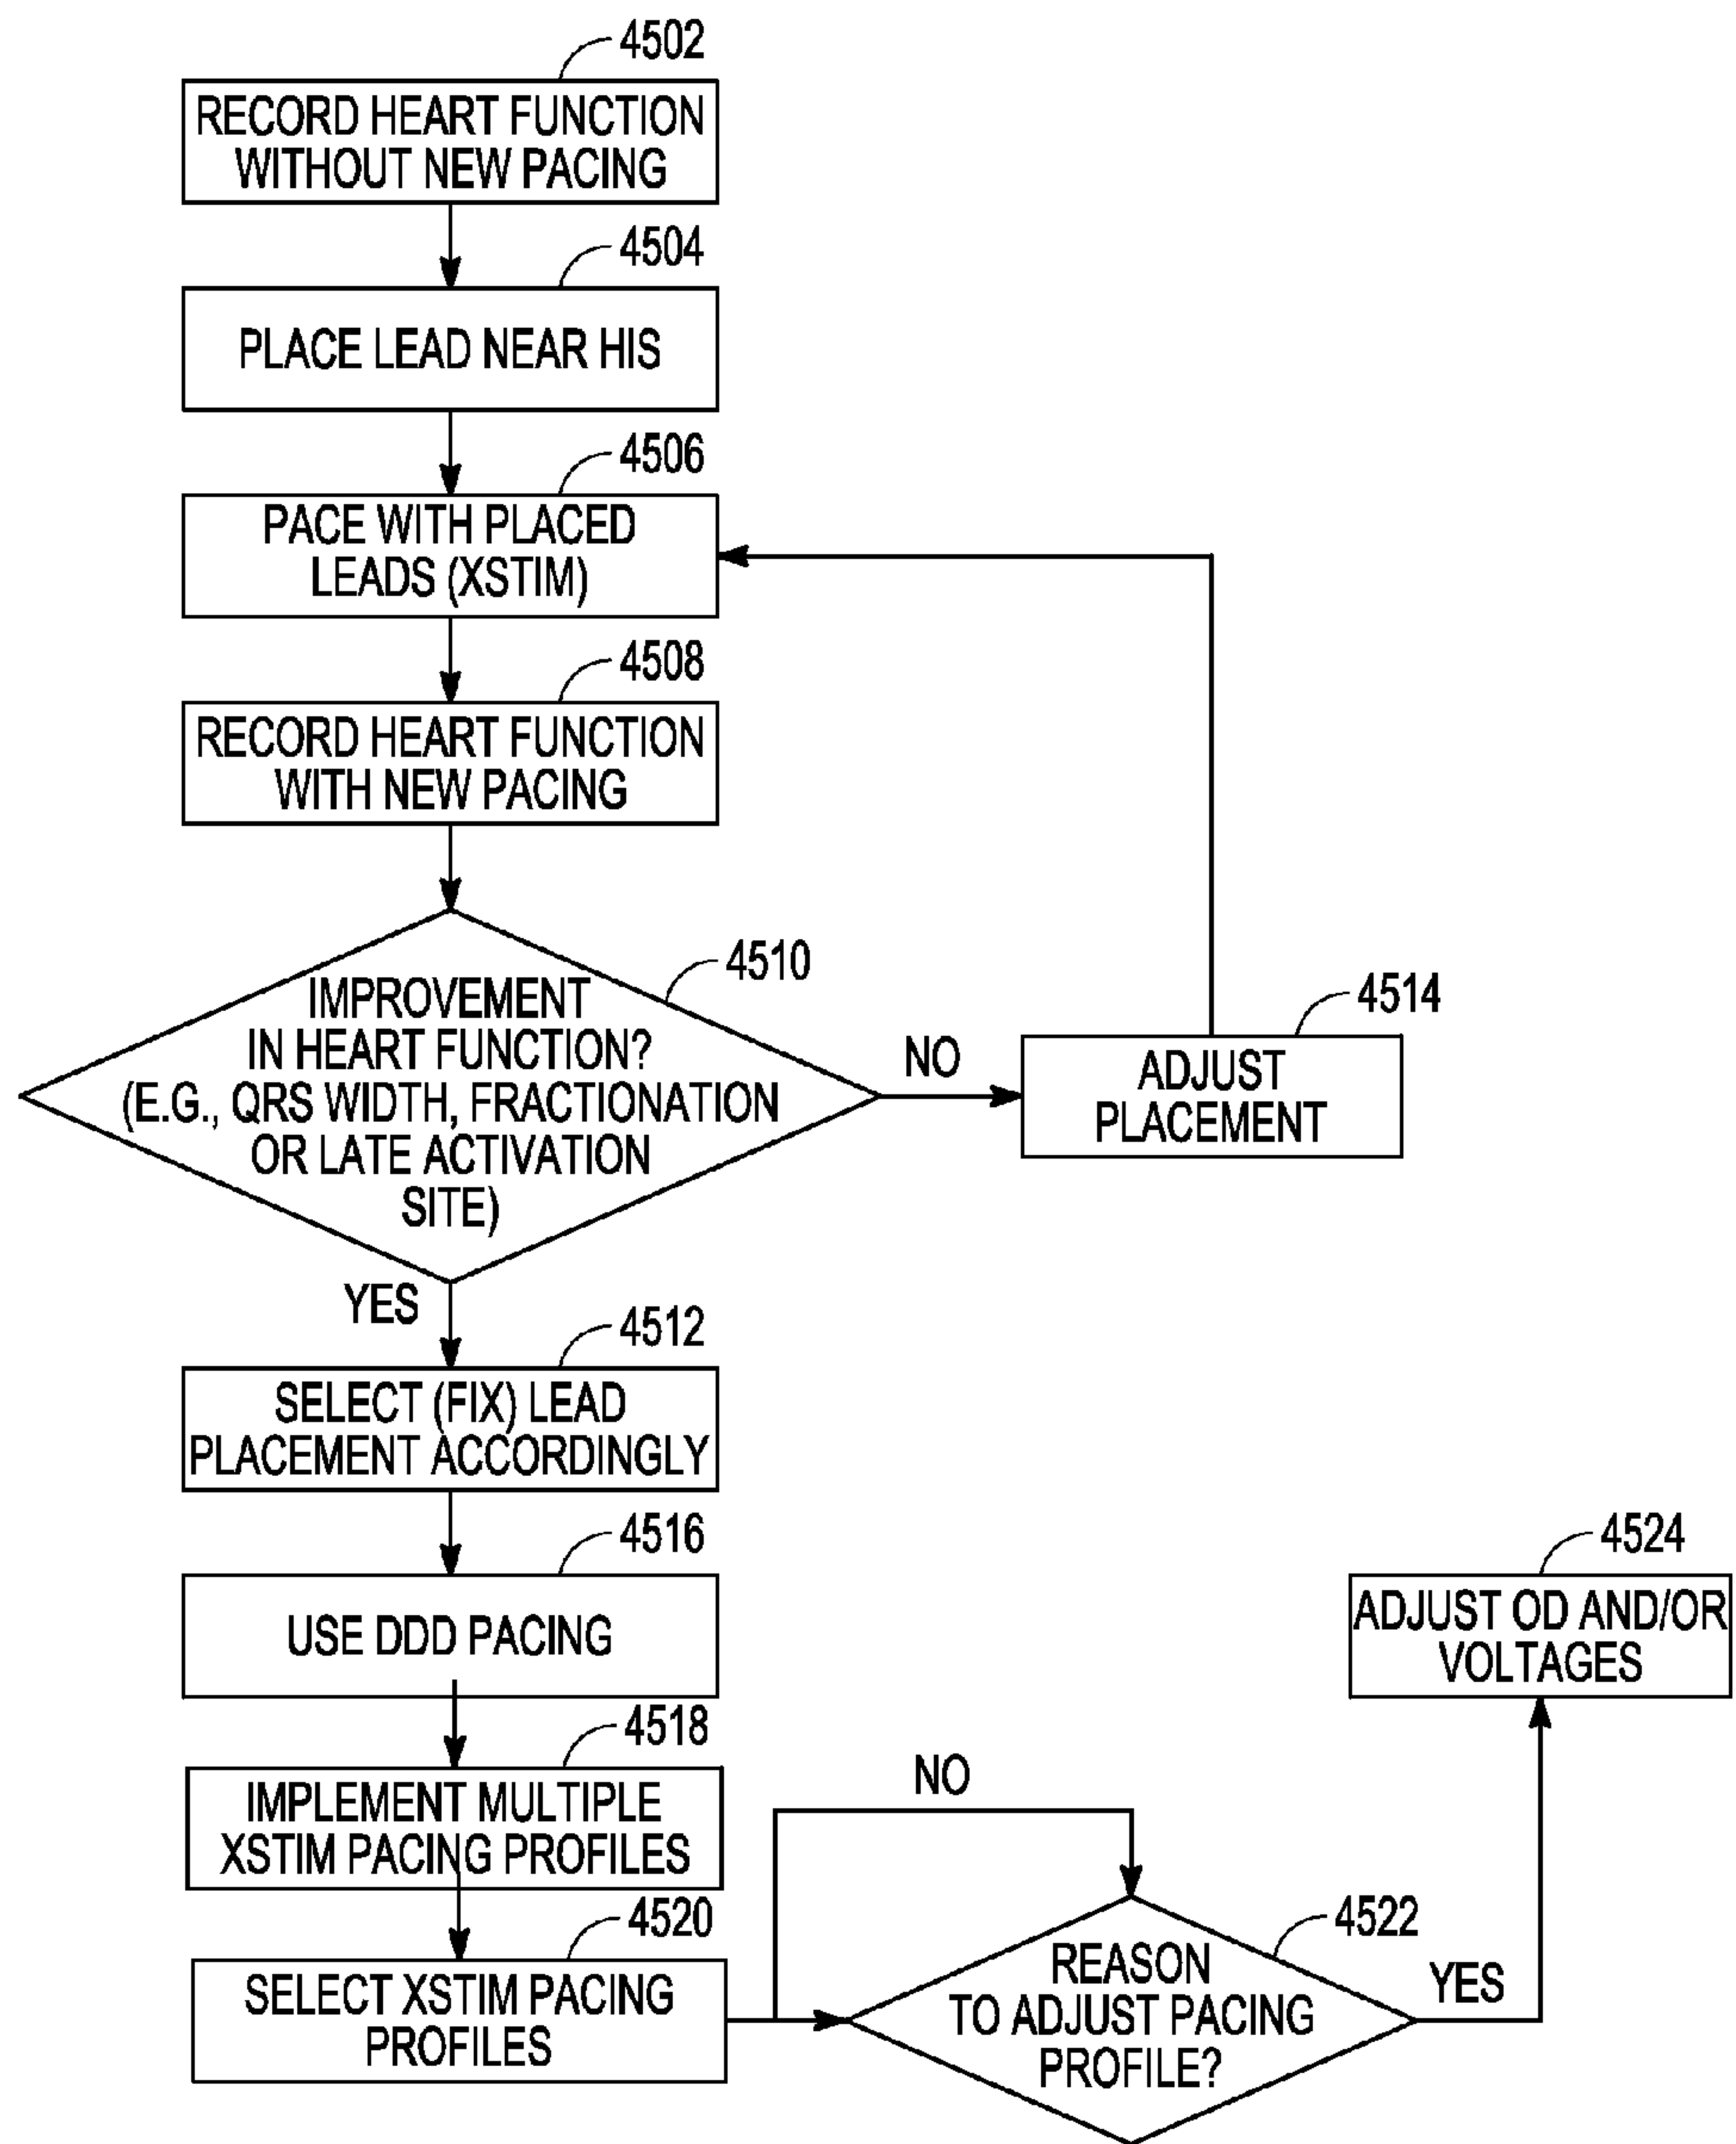 4502
RECORD HEART FUNCTION
WITHOUT NEW PACING
4504
PLACE LEAD NEAR HIS
4506
PACE WITH PLACED
LEADS (XSTIM)
4508
RECORD HEART FUNCTION
WITH NEW PACING
4510
IMPROVEMENT
IN HEART FUNCTION?
(E.G., QRS WIDTH, FRACTIONATION
OR LATE ACTIVATION
SITE)
NO
4514
ADJUST
PLACEMENT
YES
4512
SELECT (FIX) LEAD
PLACEMENT ACCORDINGLY
4516
USE DDD PACING
4518
IMPLEMENT MULTIPLE
XSTIM PACING PROFILES
4520
SELECT XSTIM PACING
PROFILES
NO
4522
REASON
TO ADJUST PACING
PROFILE?
YES
4524
ADJUST OD AND/OR
VOLTAGES